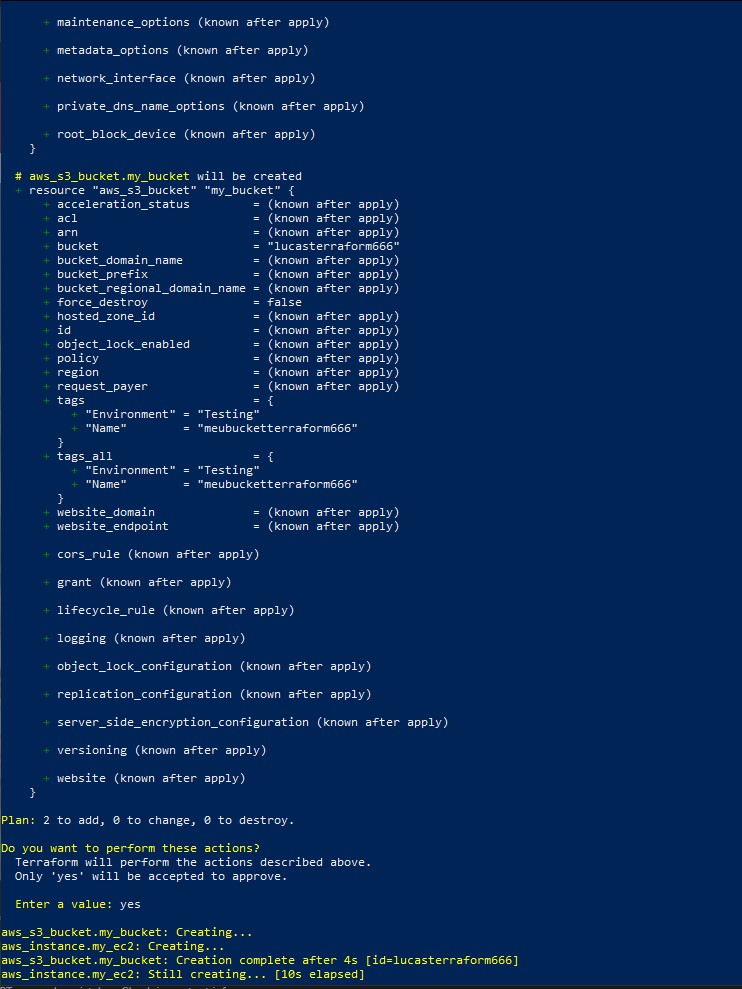 + maintenance_options (known after apply)
+ metadata_options (known after apply)
+ network_interface (known after apply)
+ private_dns_name_options (known after apply)
+ root_block_device (known after apply)
}
# aws_s3_bucket.my_bucket will be created
+ resource "aws_s3_bucket" "my_bucket" {
+ acceleration_status = (known after apply)
+ acl = (known after apply)
+ arn = (known after apply)
+ bucket = "lucasterraform666"
+ bucket_domain_name = (known after apply)
+ bucket_prefix = (known after apply)
+ bucket_regional_domain_name = (known after apply)
+ force_destroy = false
+ hosted_zone_id = (known after apply)
+ id = (known after apply)
+ object_lock_enabled = (known after apply)
+ policy = (known after apply)
+ region = (known after apply)
+ request_payer = (known after apply)
+ tags = {
+ "Environment" = "Testing"
+ "Name" = "meubucketterraform666"
}
+ tags_all = {
+ "Environment" = "Testing"
+ "Name" = "meubucketterraform666"
}
+ website_domain = (known after apply)
+ website_endpoint = (known after apply)
+ cors_rule (known after apply)
+ grant (known after apply)
+ lifecycle_rule (known after apply)
+ logging (known after apply)
+ object_lock_configuration (known after apply)
+ replication_configuration (known after apply)
+ server_side_encryption_configuration (known after apply)
+ versioning (known after apply)
+ website (known after apply)
}
Plan: 2 to add, 0 to change, 0 to destroy.
Do you want to perform these actions?
Terraform will perform the actions described above.
Only 'yes' will be accepted to approve.
Enter a value: yes
aws_s3_bucket.my_bucket: Creating...
aws_instance.my_ec2: Creating...
aws_s3_bucket.my_bucket: Creation complete after 4s [id=lucasterraform666]
aws_instance.my_ec2: Still creating... [10s elapsed]